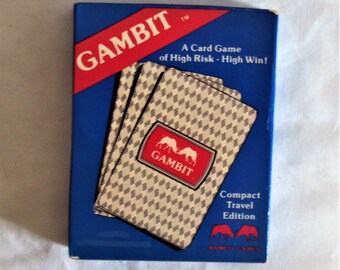 GAMBIT ™
A Card Game
of High Risk - High Win!
GAMBIT
Compact
Travel
Edition